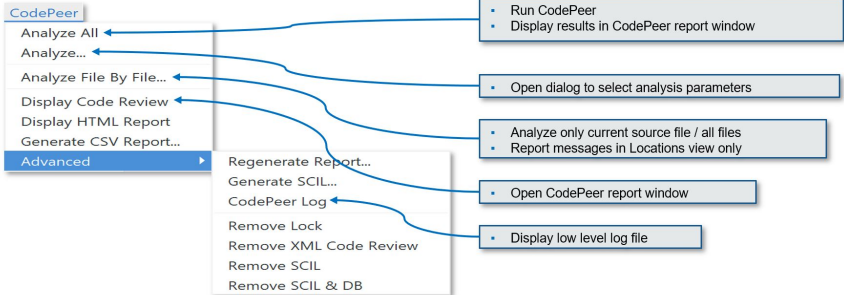 CodePeer
Analyze All
Analyze...
Analyze File By File...
Display Code Review
Display HTML Report
Generate CSV Report...
Advanced
Regenerate Report...
Generate SCIL...
CodePeer Log
Remove Lock
Remove XML Code Review
Remove SCIL
Remove SCIL & DB
▪ Run CodePeer
▪ Display results in CodePeer report window
▪ Open dialog to select analysis parameters
▪ Analyze only current source file / all files
▪ Report messages in Locations view only
▪ Open CodePeer report window
▪ Display low level log file